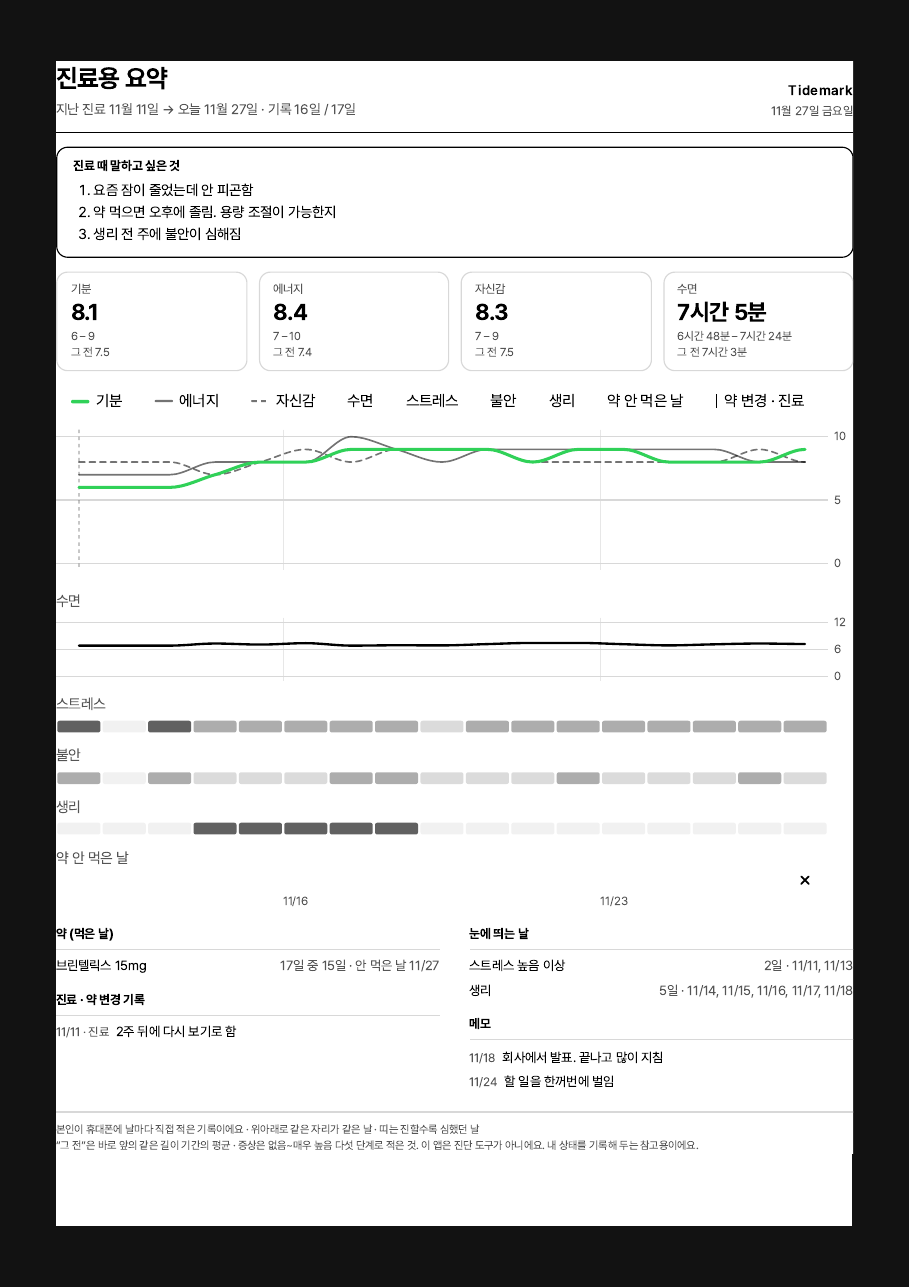 진료용 요약
Tidemark
지난 진료 11월 11일 → 오늘 11월 27일 · 기록 16일 / 17일
11월 27일 금요일
진료 때 말하고 싶은 것
1. 요즘 잠이 줄었는데 안 피곤함
2. 약 먹으면 오후에 졸림. 용량 조절이 가능한지
3. 생리 전 주에 불안이 심해짐
기분
8.1
6 – 9
그 전 7.5
에너지
8.4
7 – 10
그 전 7.4
자신감
8.3
7 – 9
그 전 7.5
수면
7시간 5분
6시간 48분 – 7시간 24분
그 전 7시간 3분
기분 에너지 자신감 수면 스트레스 불안 생리 약 안 먹은 날 약 변경 · 진료
10
5
0
수면
12
6
0
스트레스
불안
생리
약 안 먹은 날
×
11/16 11/23
약 (먹은 날)
브린텔릭스 15mg 17일 중 15일 · 안 먹은 날 11/27
진료 · 약 변경 기록
11/11 · 진료 2주 뒤에 다시 보기로 함
눈에 띄는 날
스트레스 높음 이상 2일 · 11/11, 11/13
생리 5일 · 11/14, 11/15, 11/16, 11/17, 11/18
메모
11/18 회사에서 발표. 끝나고 많이 지침
11/24 할 일을 한꺼번에 벌임
본인이 휴대폰에 날마다 직접 적은 기록이에요 · 위아래로 같은 자리가 같은 날 · 띠는 진할수록 심했던 날
“그 전”은 바로 앞의 같은 길이 기간의 평균 · 증상은 없음~매우 높음 다섯 단계로 적은 것. 이 앱은 진단 도구가 아니에요. 내 상태를 기록해 두는 참고용이에요.